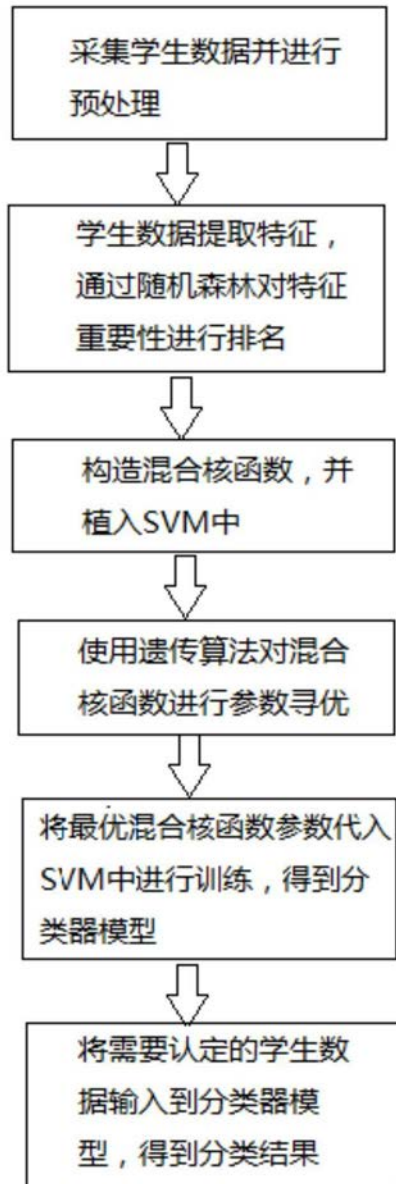 采集学生数据并进行
预处理
学生数据提取特征，
通过随机森林对特征
重要性进行排名
构造混合核函数，并
植入SVM中
使用遗传算法对混合
核函数进行参数寻优
将最优混合核函数参数代入
SVM中进行训练，得到分
类器模型
将需要认定的学生数
据输入到分类器模
型，得到分类结果